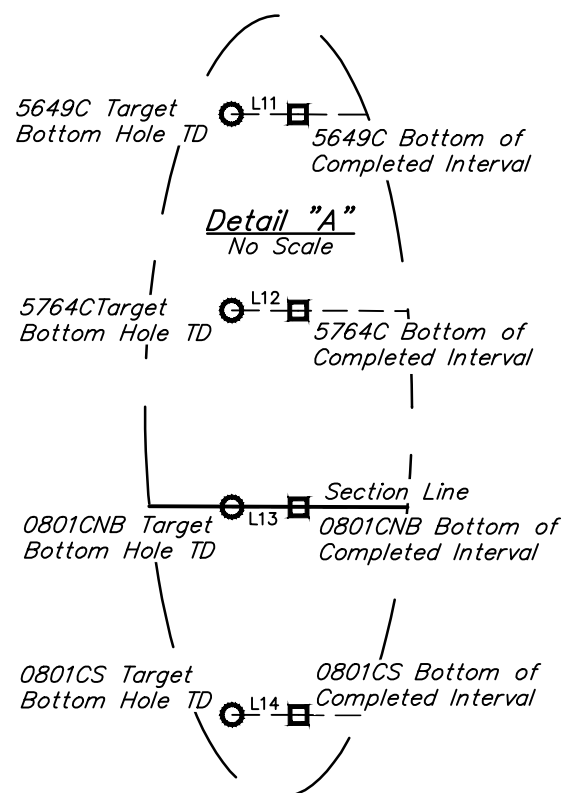 L11
5649C Target
Bottom Hole TD
5649C Bottom of
Completed Interval
Detail "A"
No Scale
L12
5764CTarget
Bottom Hole TD
5764C Bottom of
Completed Interval
Section Line
L13
0801CNB Target
Bottom Hole TD
0801CNB Bottom of
Completed Interval
0801CS Target
Bottom Hole TD
0801CS Bottom of
Completed Interval
L14